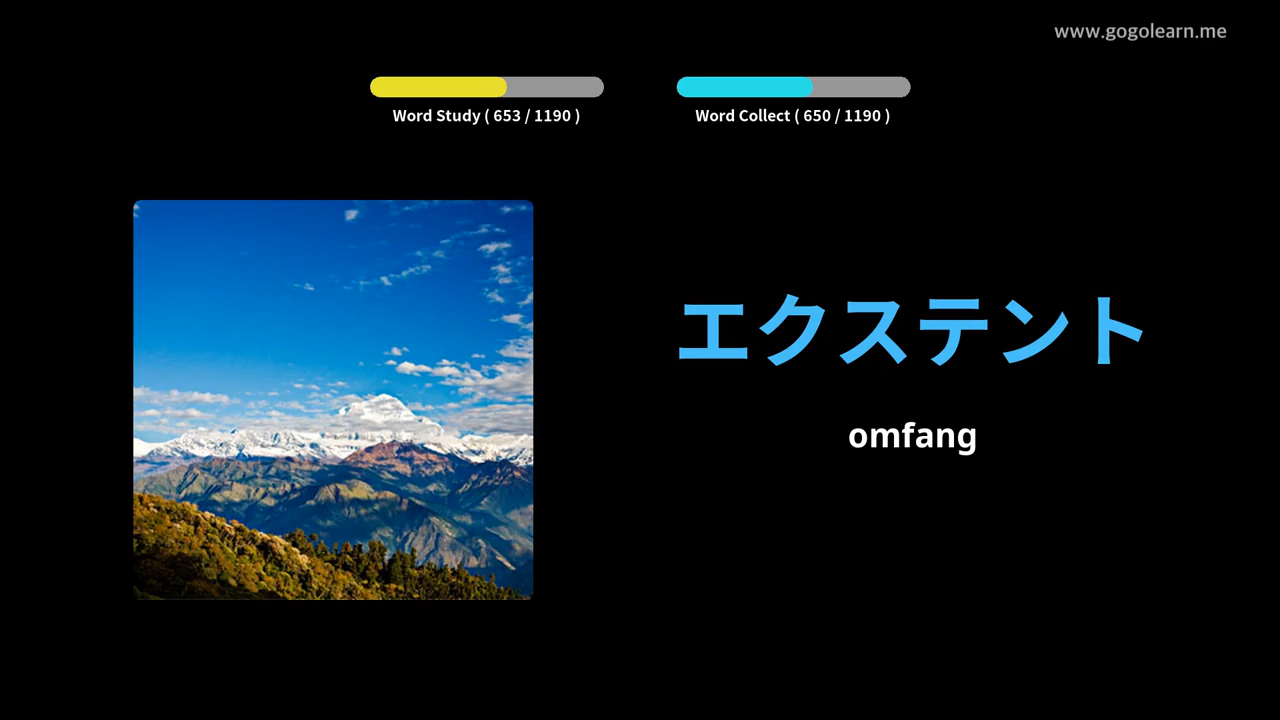 www.gogolearn.me
Word Study ( 653 / 1190 )
Word Collect ( 650 / 1190 )
エクステント
omfang